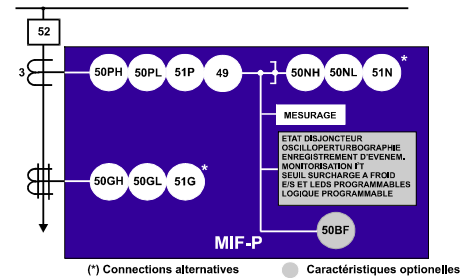 52
3
50PH 50PL 51P 49 50NH 50NL 51N *
MESURAGE
ETAT DISJONCTEUR
OSCILLOPERTURBOGRAPHIE
ENREGISTREMENT D'EVENEM.
MONITORISATION I²T
SEUIL SURCHARGE A FROID
E/S ET LEDS PROGRAMMABLES
LOGIQUE PROGRAMMABLE
50GH 50GL 51G *
50BF
MIF-P
(*) Connections alternatives
Caractéristiques optionelles